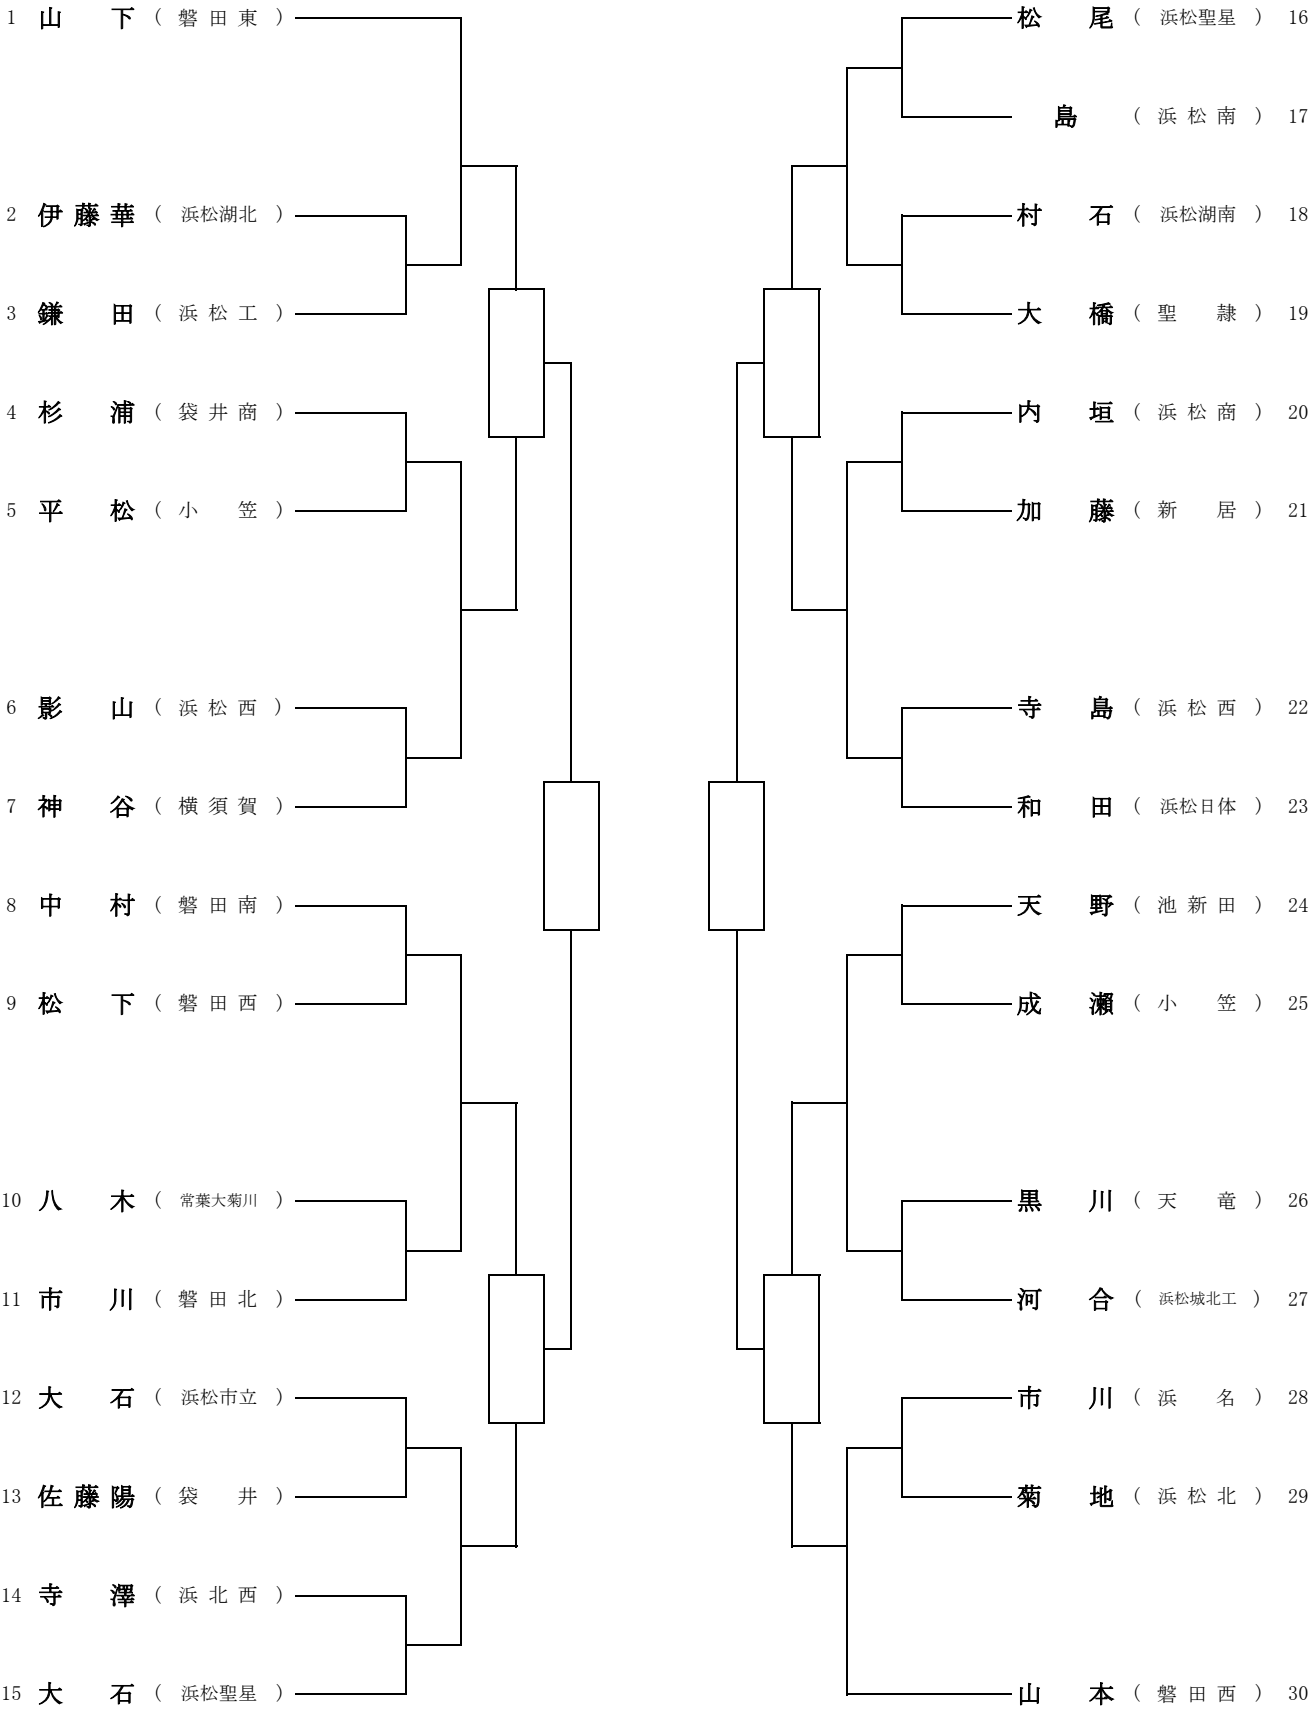 1 山 下 ( 磐 田 東 )
2 伊 藤 華 ( 浜松湖北 )
3 鎌 田 ( 浜 松 工 )
4 杉 浦 ( 袋 井 商 )
5 平 松 ( 小 笠 )
6 影 山 ( 浜 松 西 )
7 神 谷 ( 横 須 賀 )
8 中 村 ( 磐 田 南 )
9 松 下 ( 磐 田 西 )
10 八 木 ( 常葉大菊川 )
11 市 川 ( 磐 田 北 )
12 大 石 ( 浜松市立 )
13 佐 藤 陽 ( 袋 井 )
14 寺 澤 ( 浜 北 西 )
15 大 石 ( 浜松聖星 )
松 尾 ( 浜松聖星 ) 16
島 ( 浜 松 南 ) 17
村 石 ( 浜松湖南 ) 18
大 橋 ( 聖 隷 ) 19
内 垣 ( 浜 松 商 ) 20
加 藤 ( 新 居 ) 21
寺 島 ( 浜 松 西 ) 22
和 田 ( 浜松日体 ) 23
天 野 ( 池 新 田 ) 24
成 瀬 ( 小 笠 ) 25
黒 川 ( 天 竜 ) 26
河 合 ( 浜松城北工 ) 27
市 川 ( 浜 名 ) 28
菊 地 ( 浜 松 北 ) 29
山 本 ( 磐 田 西 ) 30